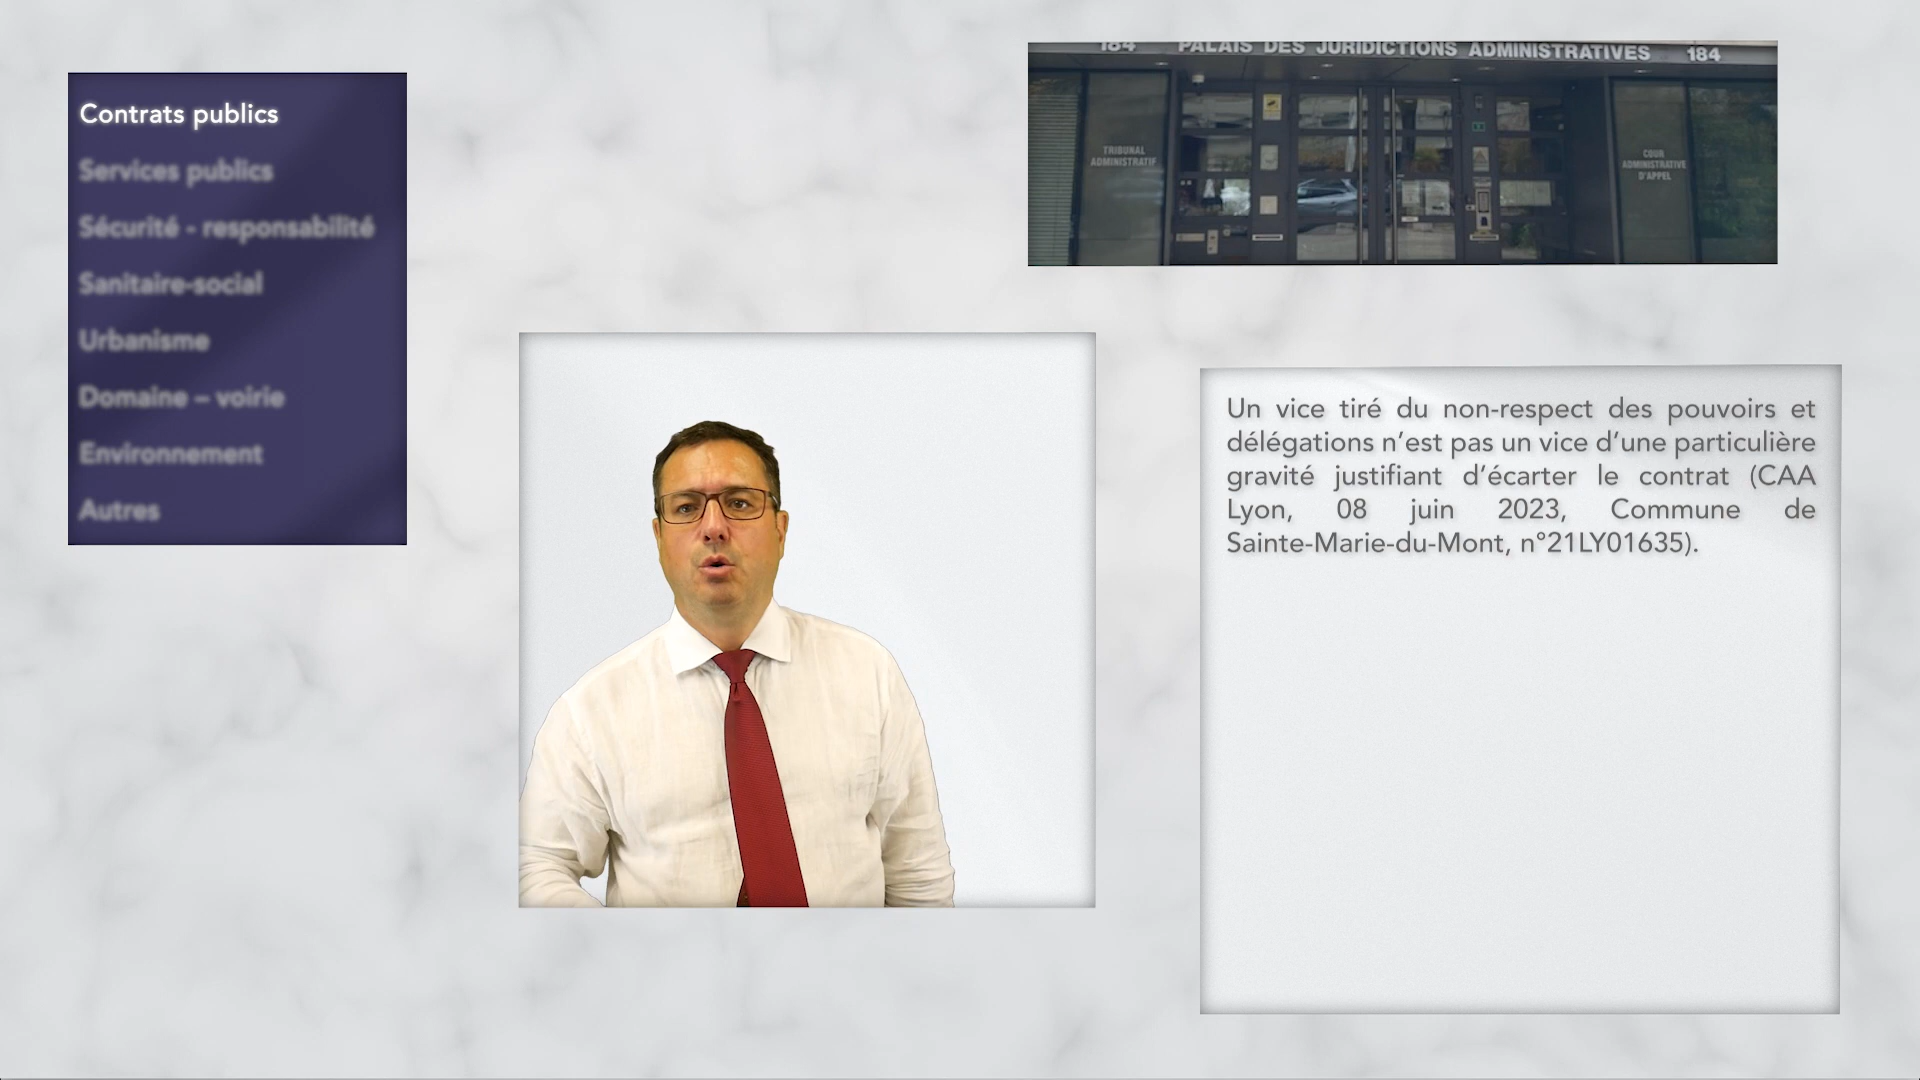 Contrats publics
Services publics
Sécurité - responsabilité
Sanitaire-social
Urbanisme
Domaine – voirie
Environnement
Autres
184 PALAIS DES JURIDICTIONS ADMINISTRATIVES 184
TRIBUNAL
ADMINISTRATIF
COUR
ADMINISTRATIVE
D'APPEL
Un vice tiré du non-respect des pouvoirs et
délégations n’est pas un vice d’une particulière
gravité justifiant d’écarter le contrat (CAA
Lyon, 08 juin 2023, Commune de
Sainte-Marie-du-Mont, n°21LY01635).